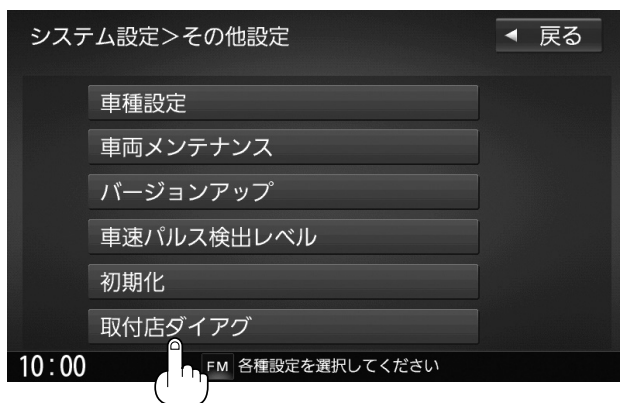 システム設定＞その他設定
◀ 戻る
車種設定
車両メンテナンス
バージョンアップ
車速パルス検出レベル
初期化
取付店ダイアグ
10:00
FM 各種設定を選択してください